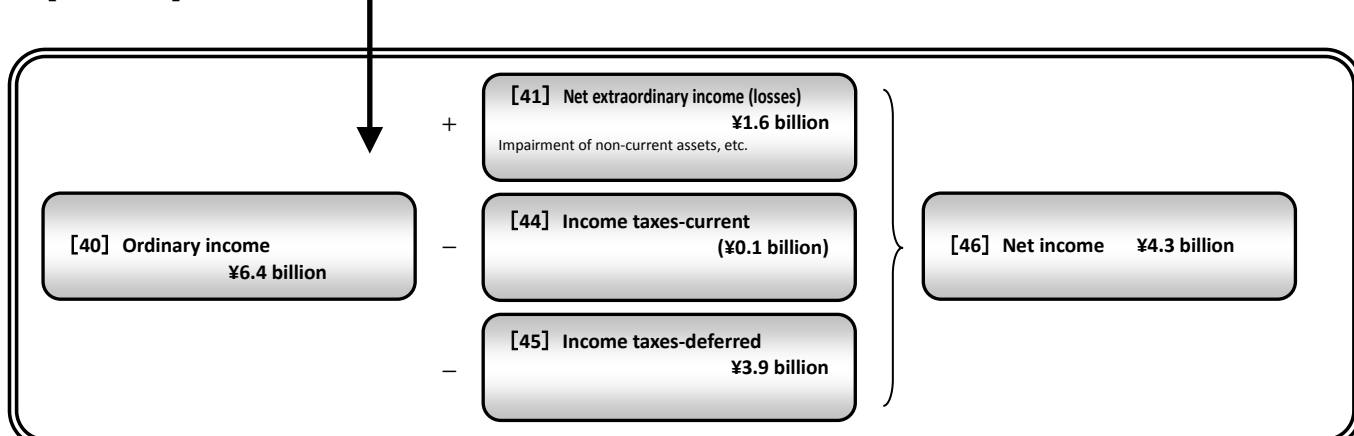 +
[41] Net extraordinary income (losses)
¥1.6 billion
Impairment of non-current assets, etc.
[40] Ordinary income
¥6.4 billion
−
[44] Income taxes-current
(¥0.1 billion)
[46] Net income ¥4.3 billion
−
[45] Income taxes-deferred
¥3.9 billion